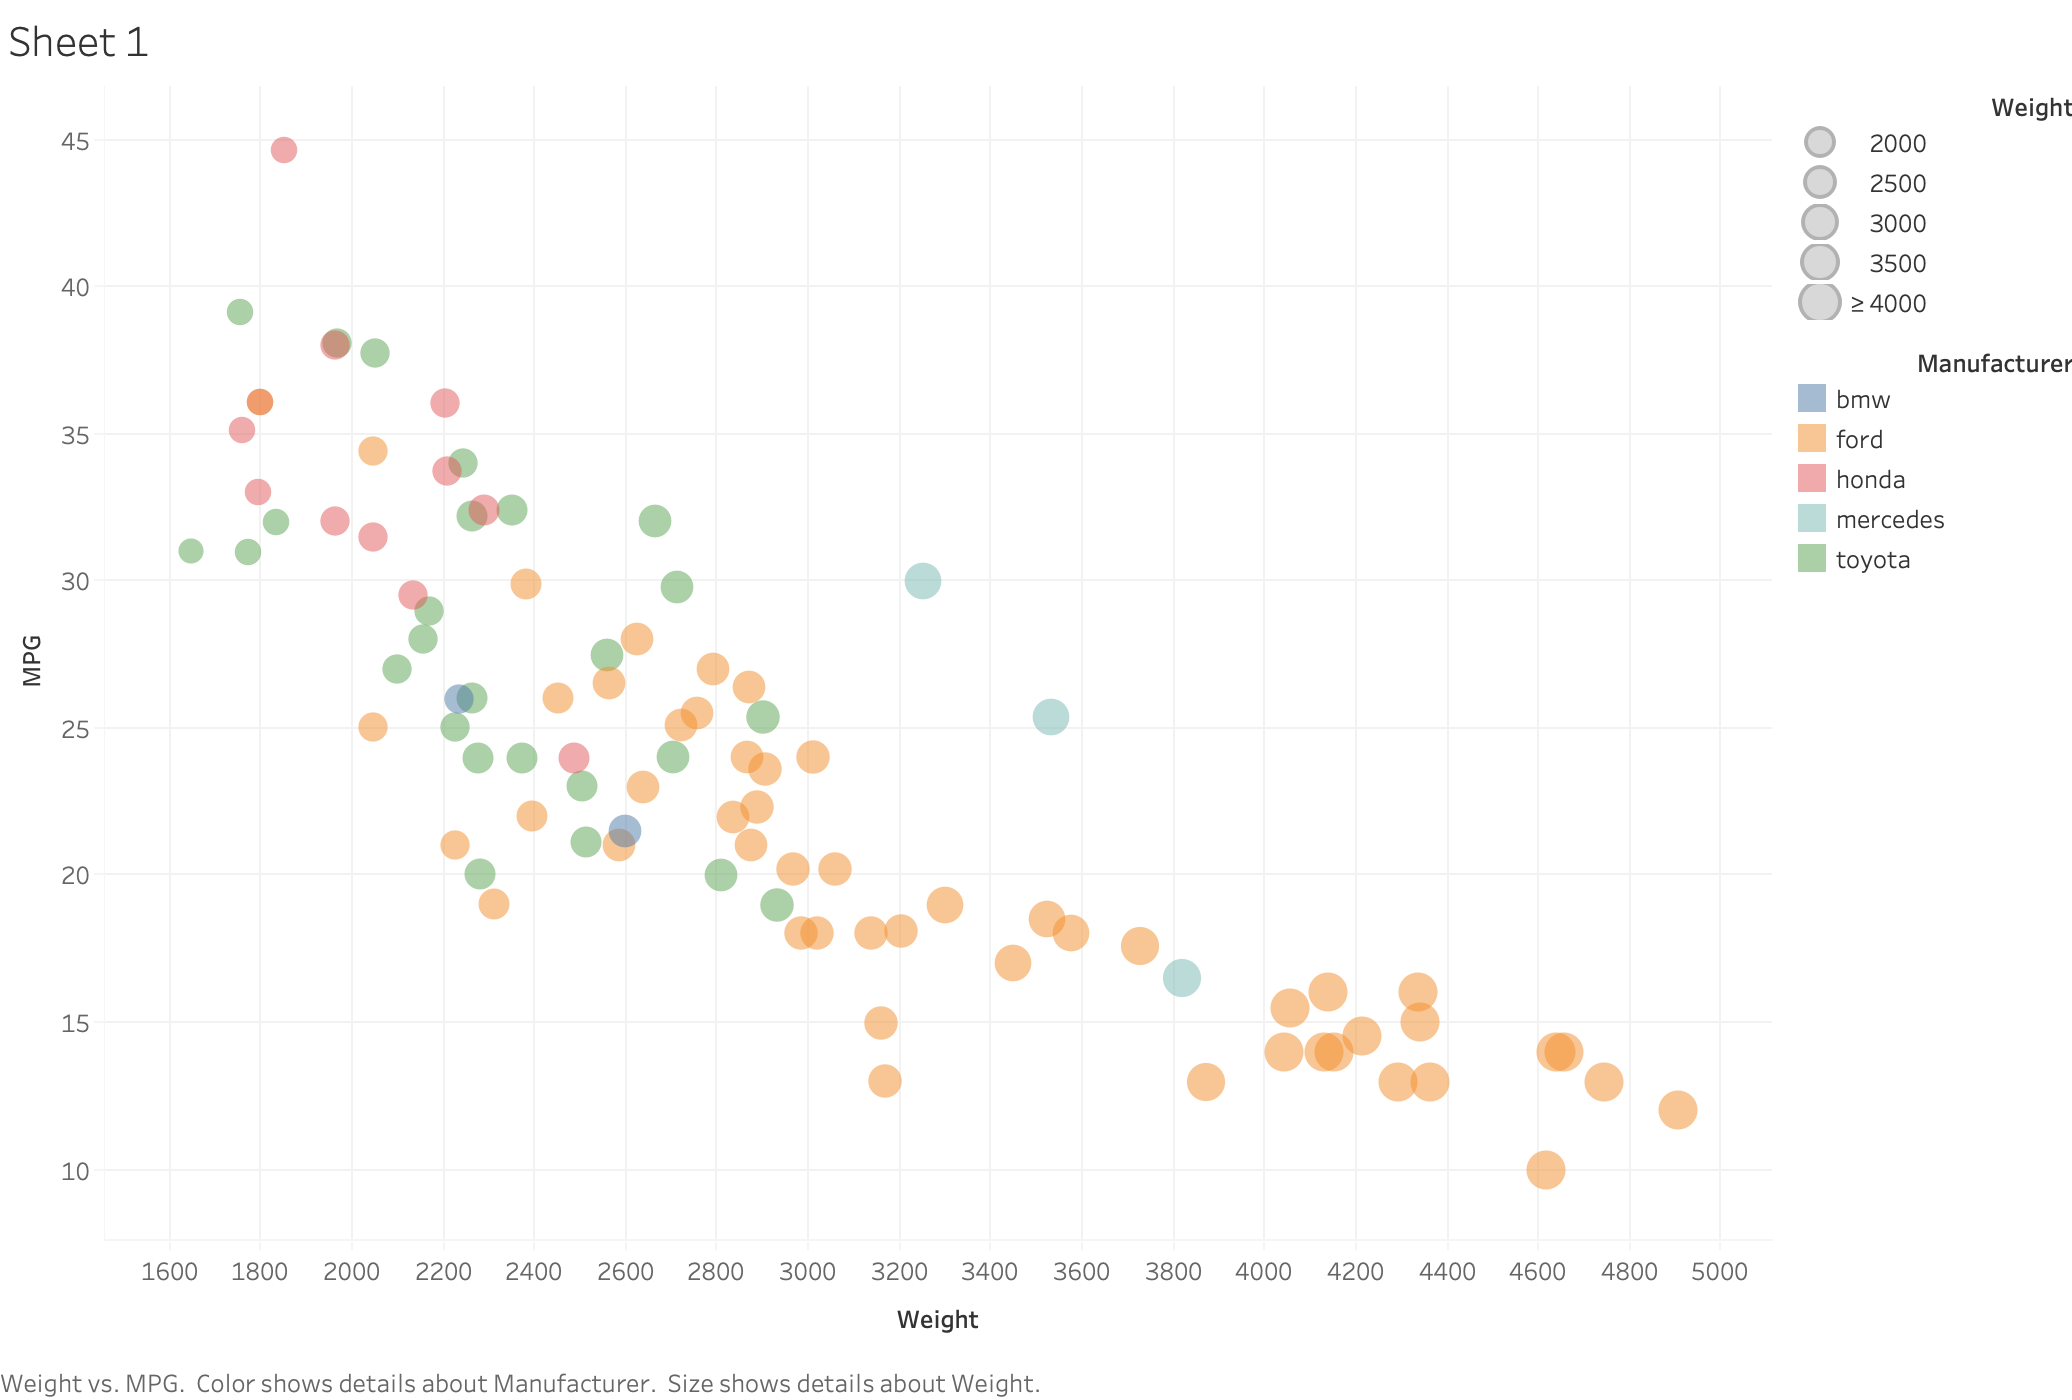 Sheet 1
Weight
2000
2500
3000
3500
≥ 4000
Manufacturer
bmw
ford
honda
mercedes
toyota
MPG
45
40
35
30
25
20
15
10
1600 1800 2000 2200 2400 2600 2800 3000 3200 3400 3600 3800 4000 4200 4400 4600 4800 5000
Weight
Weight vs. MPG. Color shows details about Manufacturer. Size shows details about Weight.